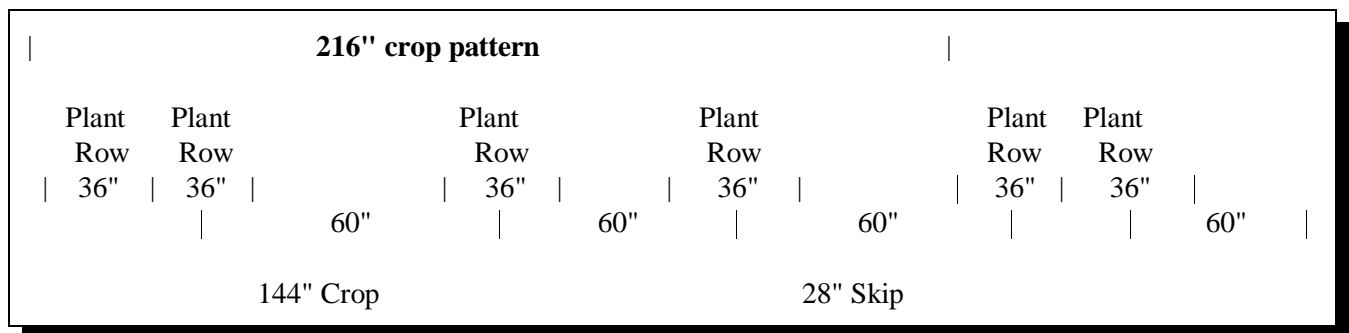 216" crop pattern
Plant Plant Plant Plant Plant Plant
Row Row Row Row Row Row
| 36" | 36" | | 36" | | 36" | | 36" | 36" |
| 60" | 60" | 60" | | 60" |
144" Crop 28" Skip